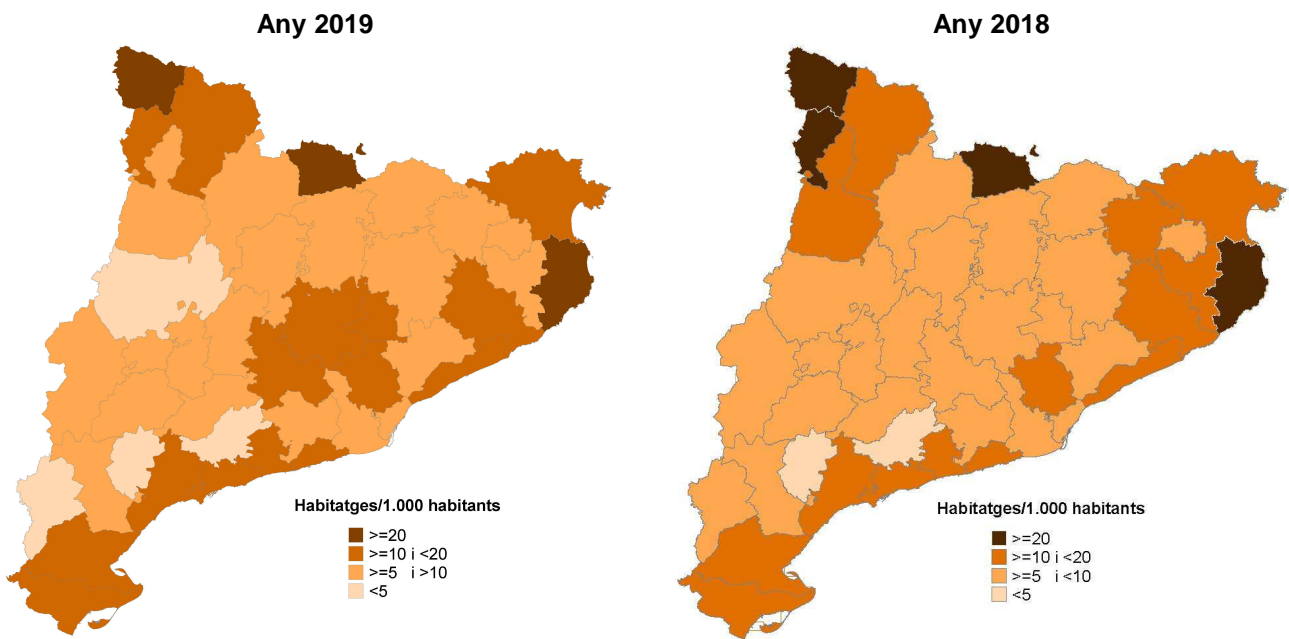 Any 2019
Habitatges/1.000 habitants
>=20
>=10 i <20
>=5 i >10
<5
Any 2018
Habitatges/1.000 habitants
>=20
>=10 i <20
>=5 i <10
<5